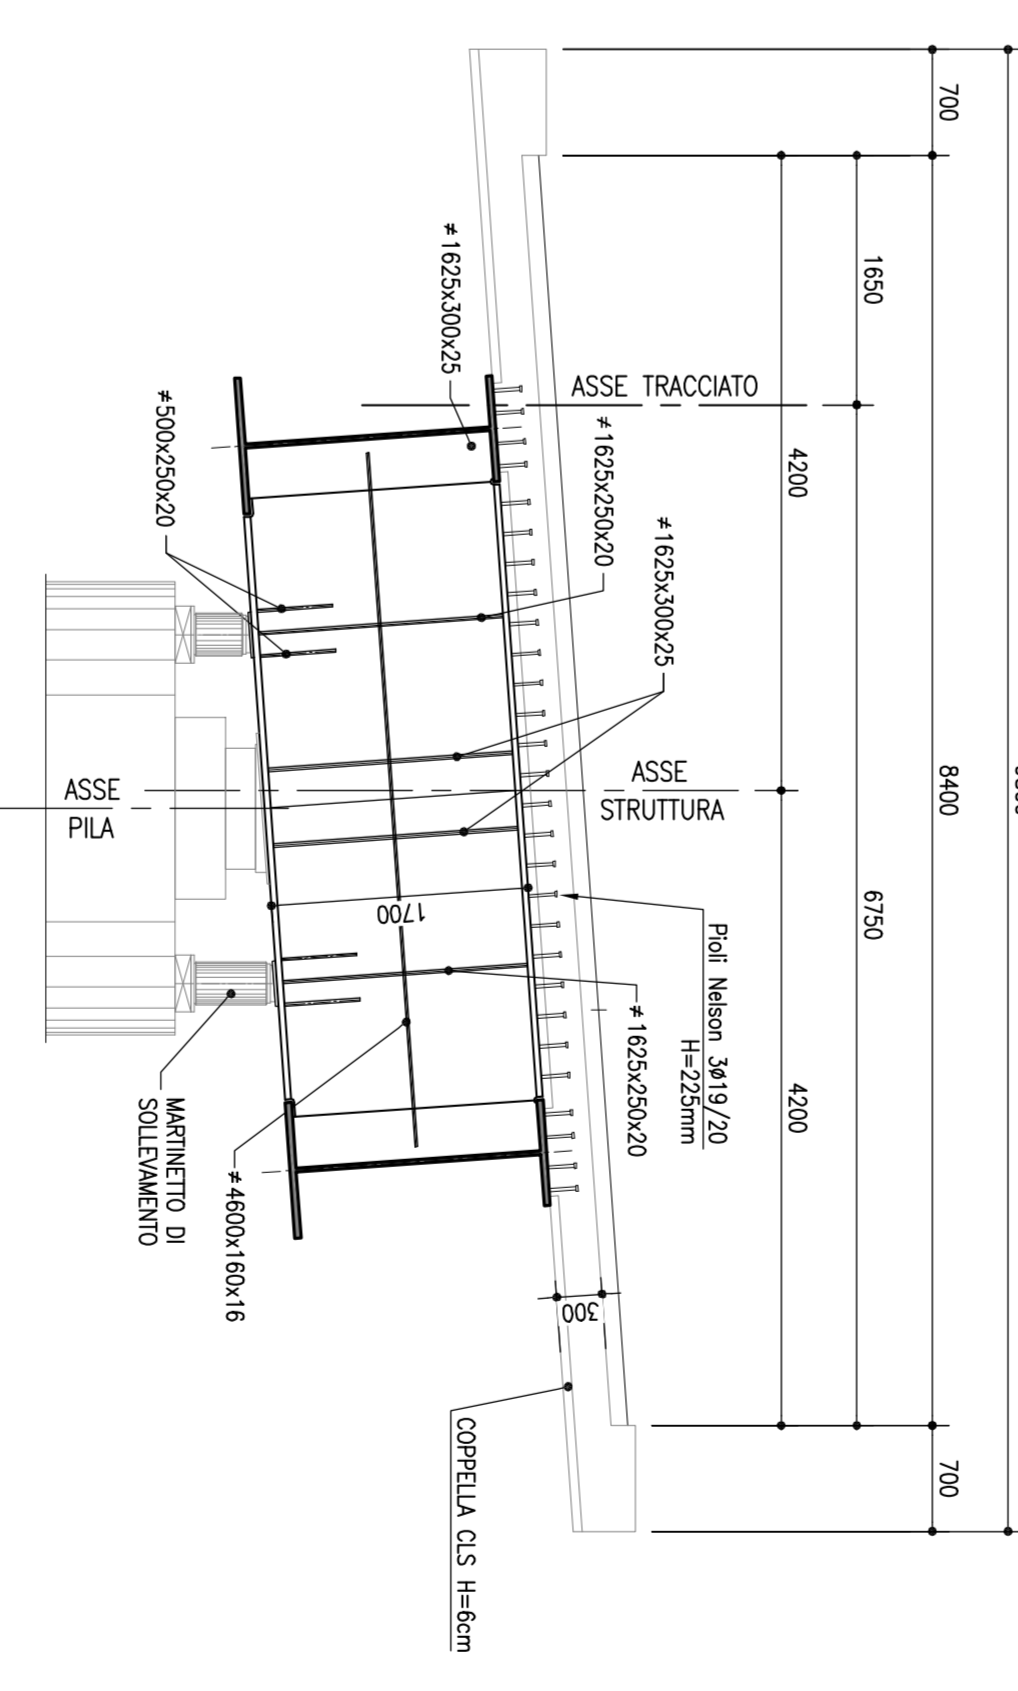 700
8400
700
1650
6750
4200
4200
ASSE TRACCIATO
ASSE
STRUTTURA
ASSE
PILA
≠1625x300x25
≠500x250x20
≠1625x250x20
≠1625x300x25
1700
Pioli Nelson 3ø19/20
H=225mm
≠1625x250x20
≠4600x160x16
MARTINETTO DI
SOLLEVAMENTO
300
COPPELLA CLS H=6cm